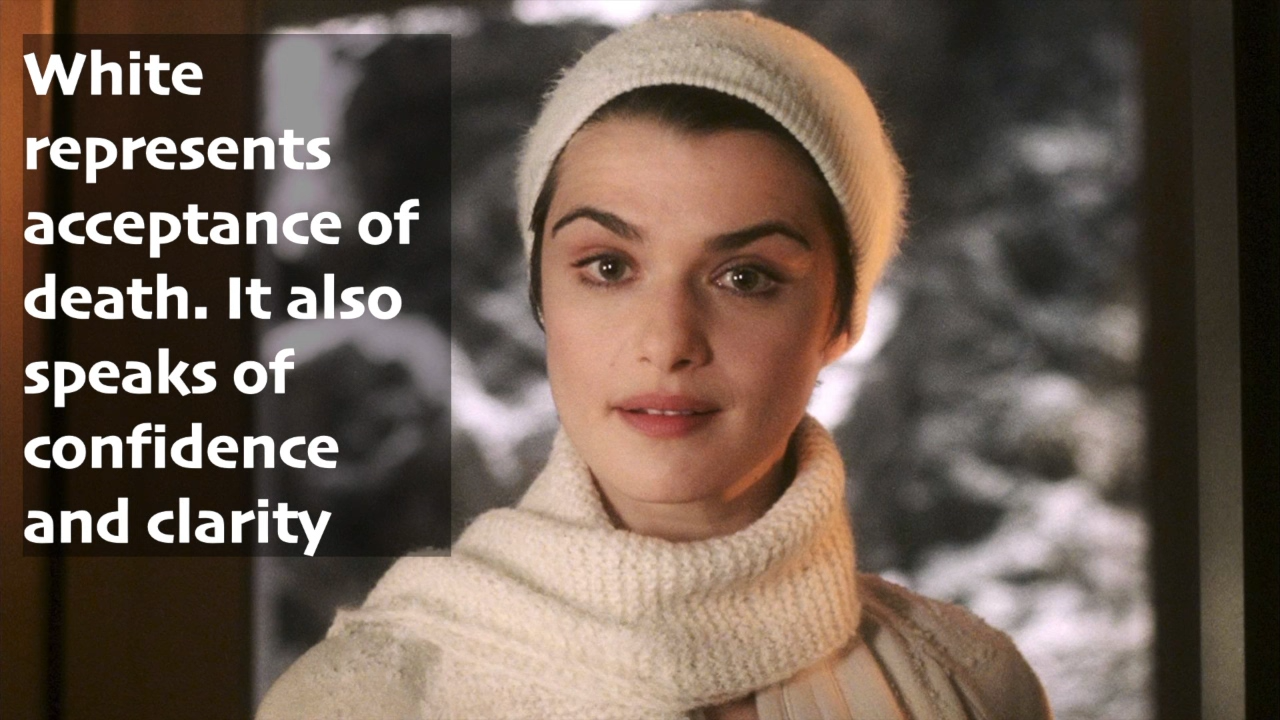 White
represents
acceptance of
death. It also
speaks of
confidence
and clarity